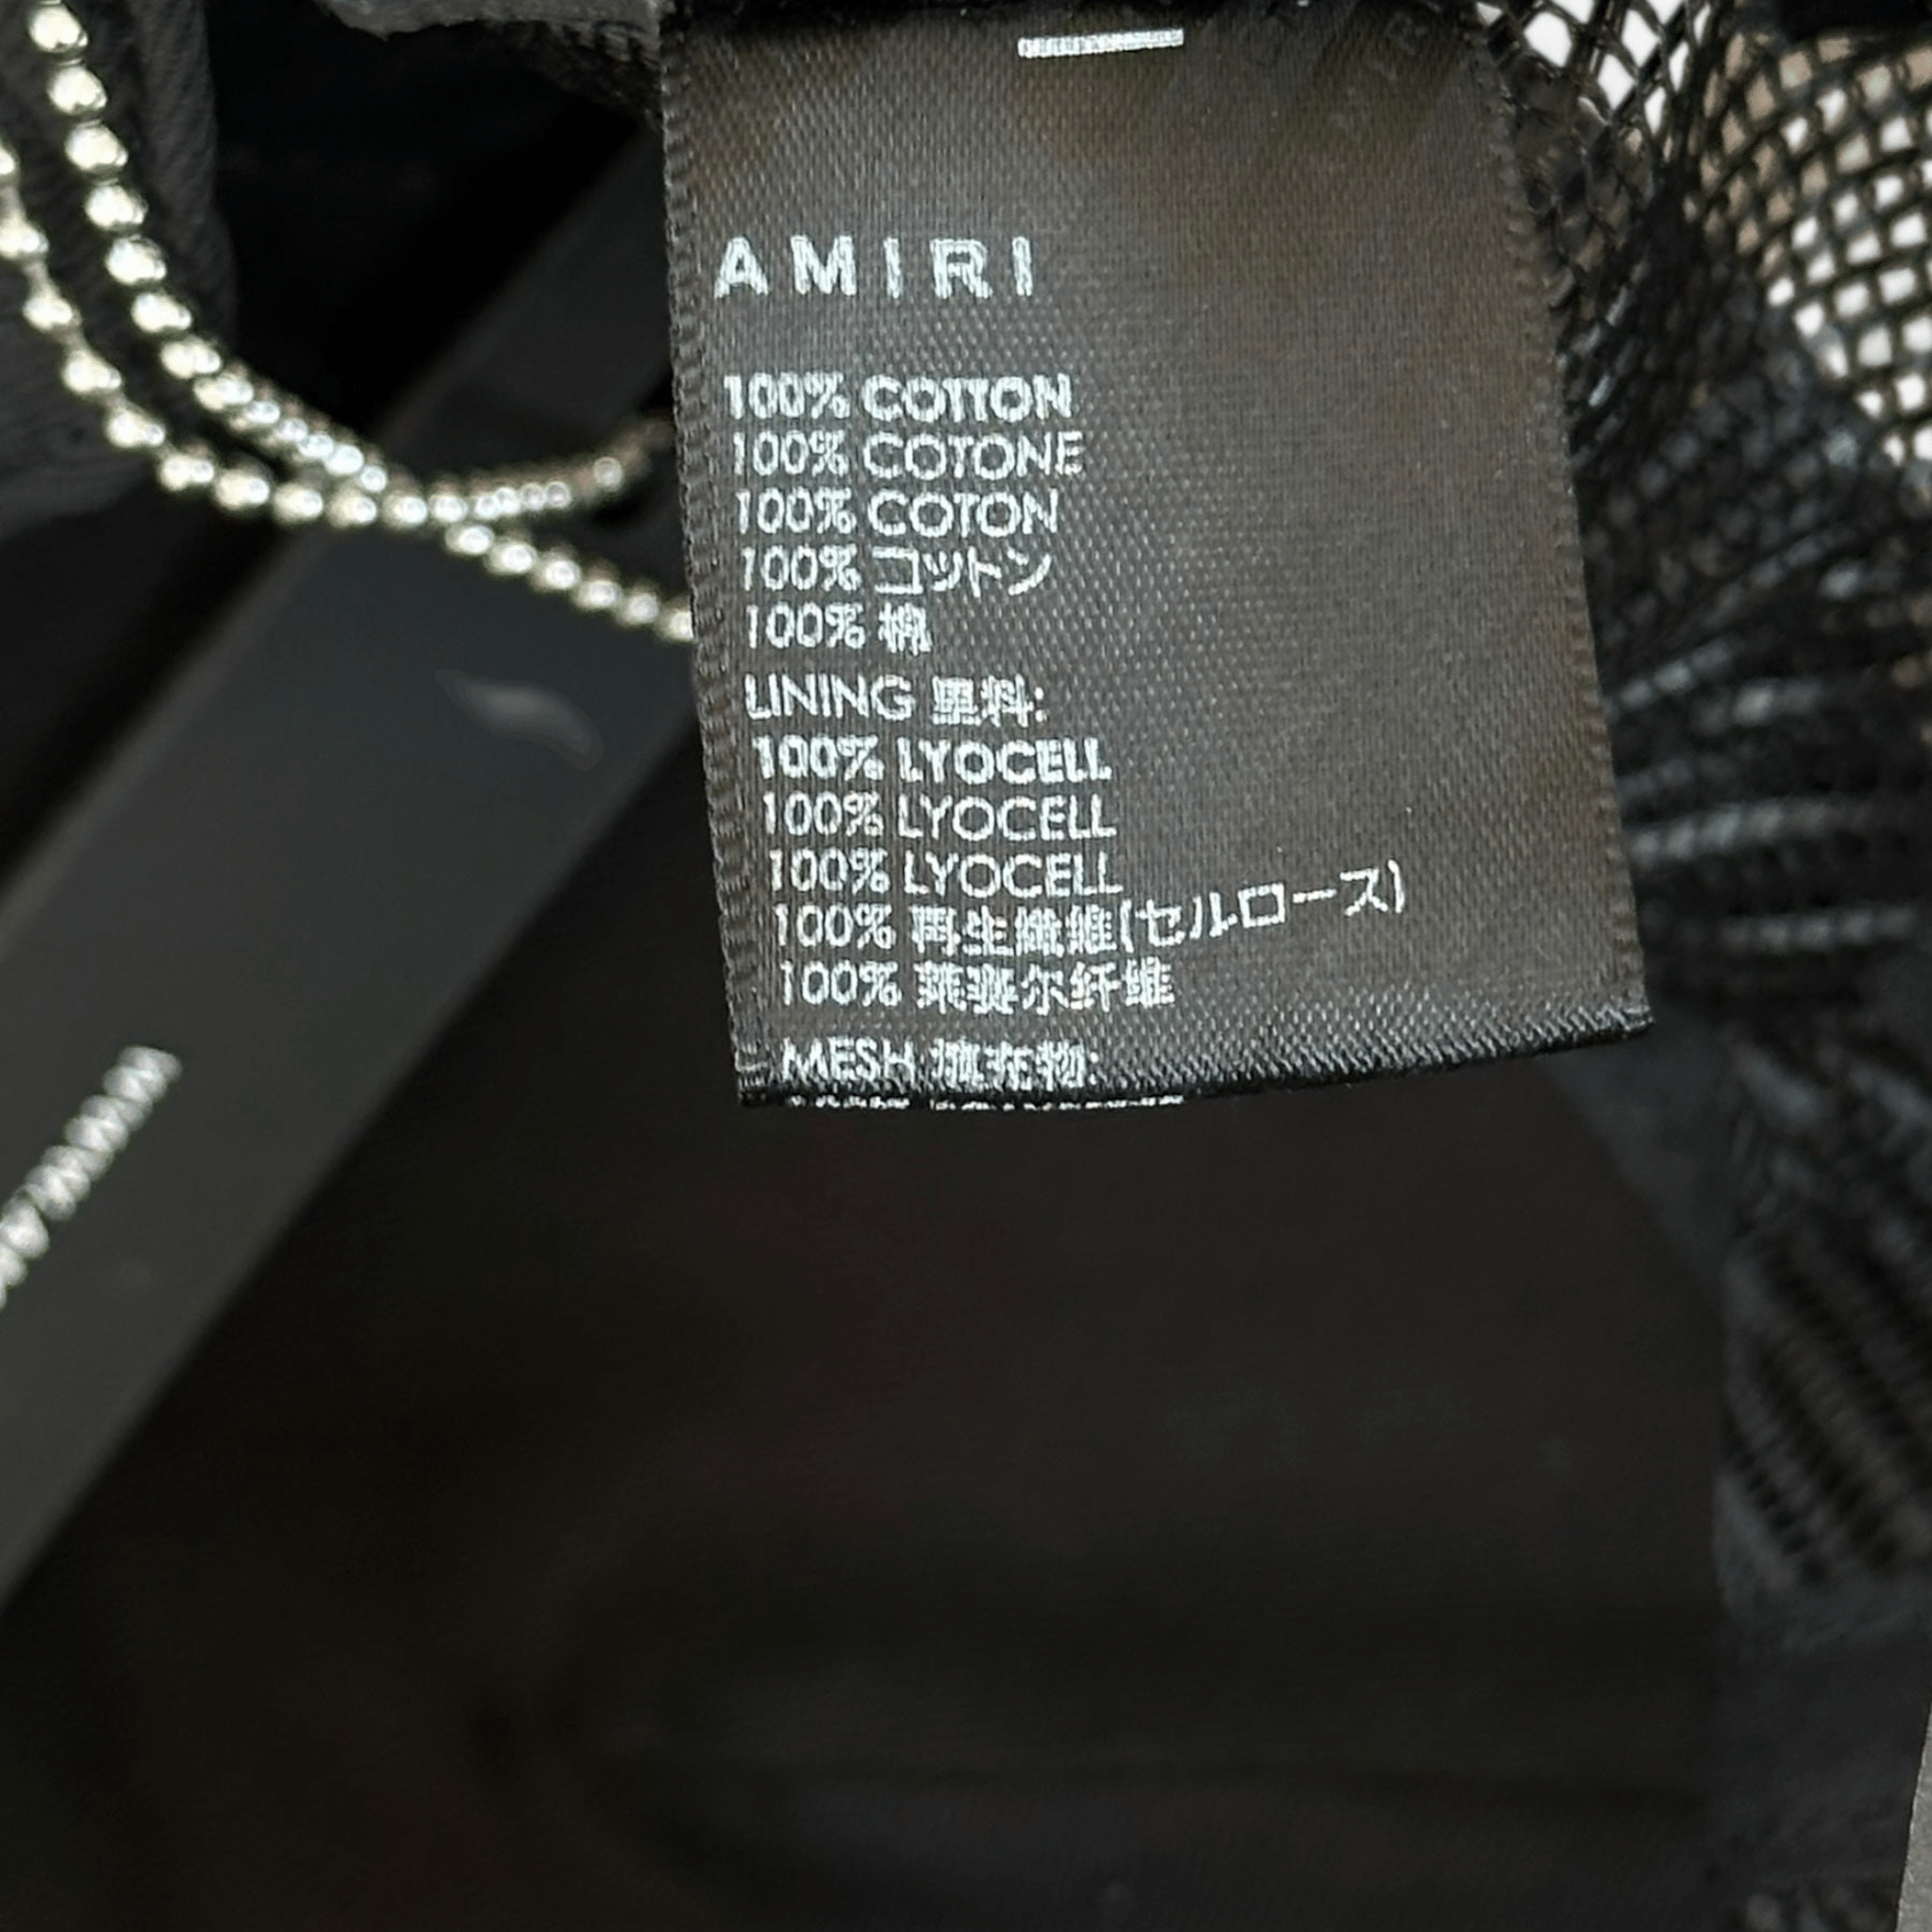 AMIRI
100% COTTON
100% COTONE
100% COTON
100% コットン
100% 棉
LINING 里料:
100% LYOCELL
100% LYOCELL
100% LYOCELL
100% 再生繊維(セルロース)
100% 莱赛尔纤维
MESH 填充物: